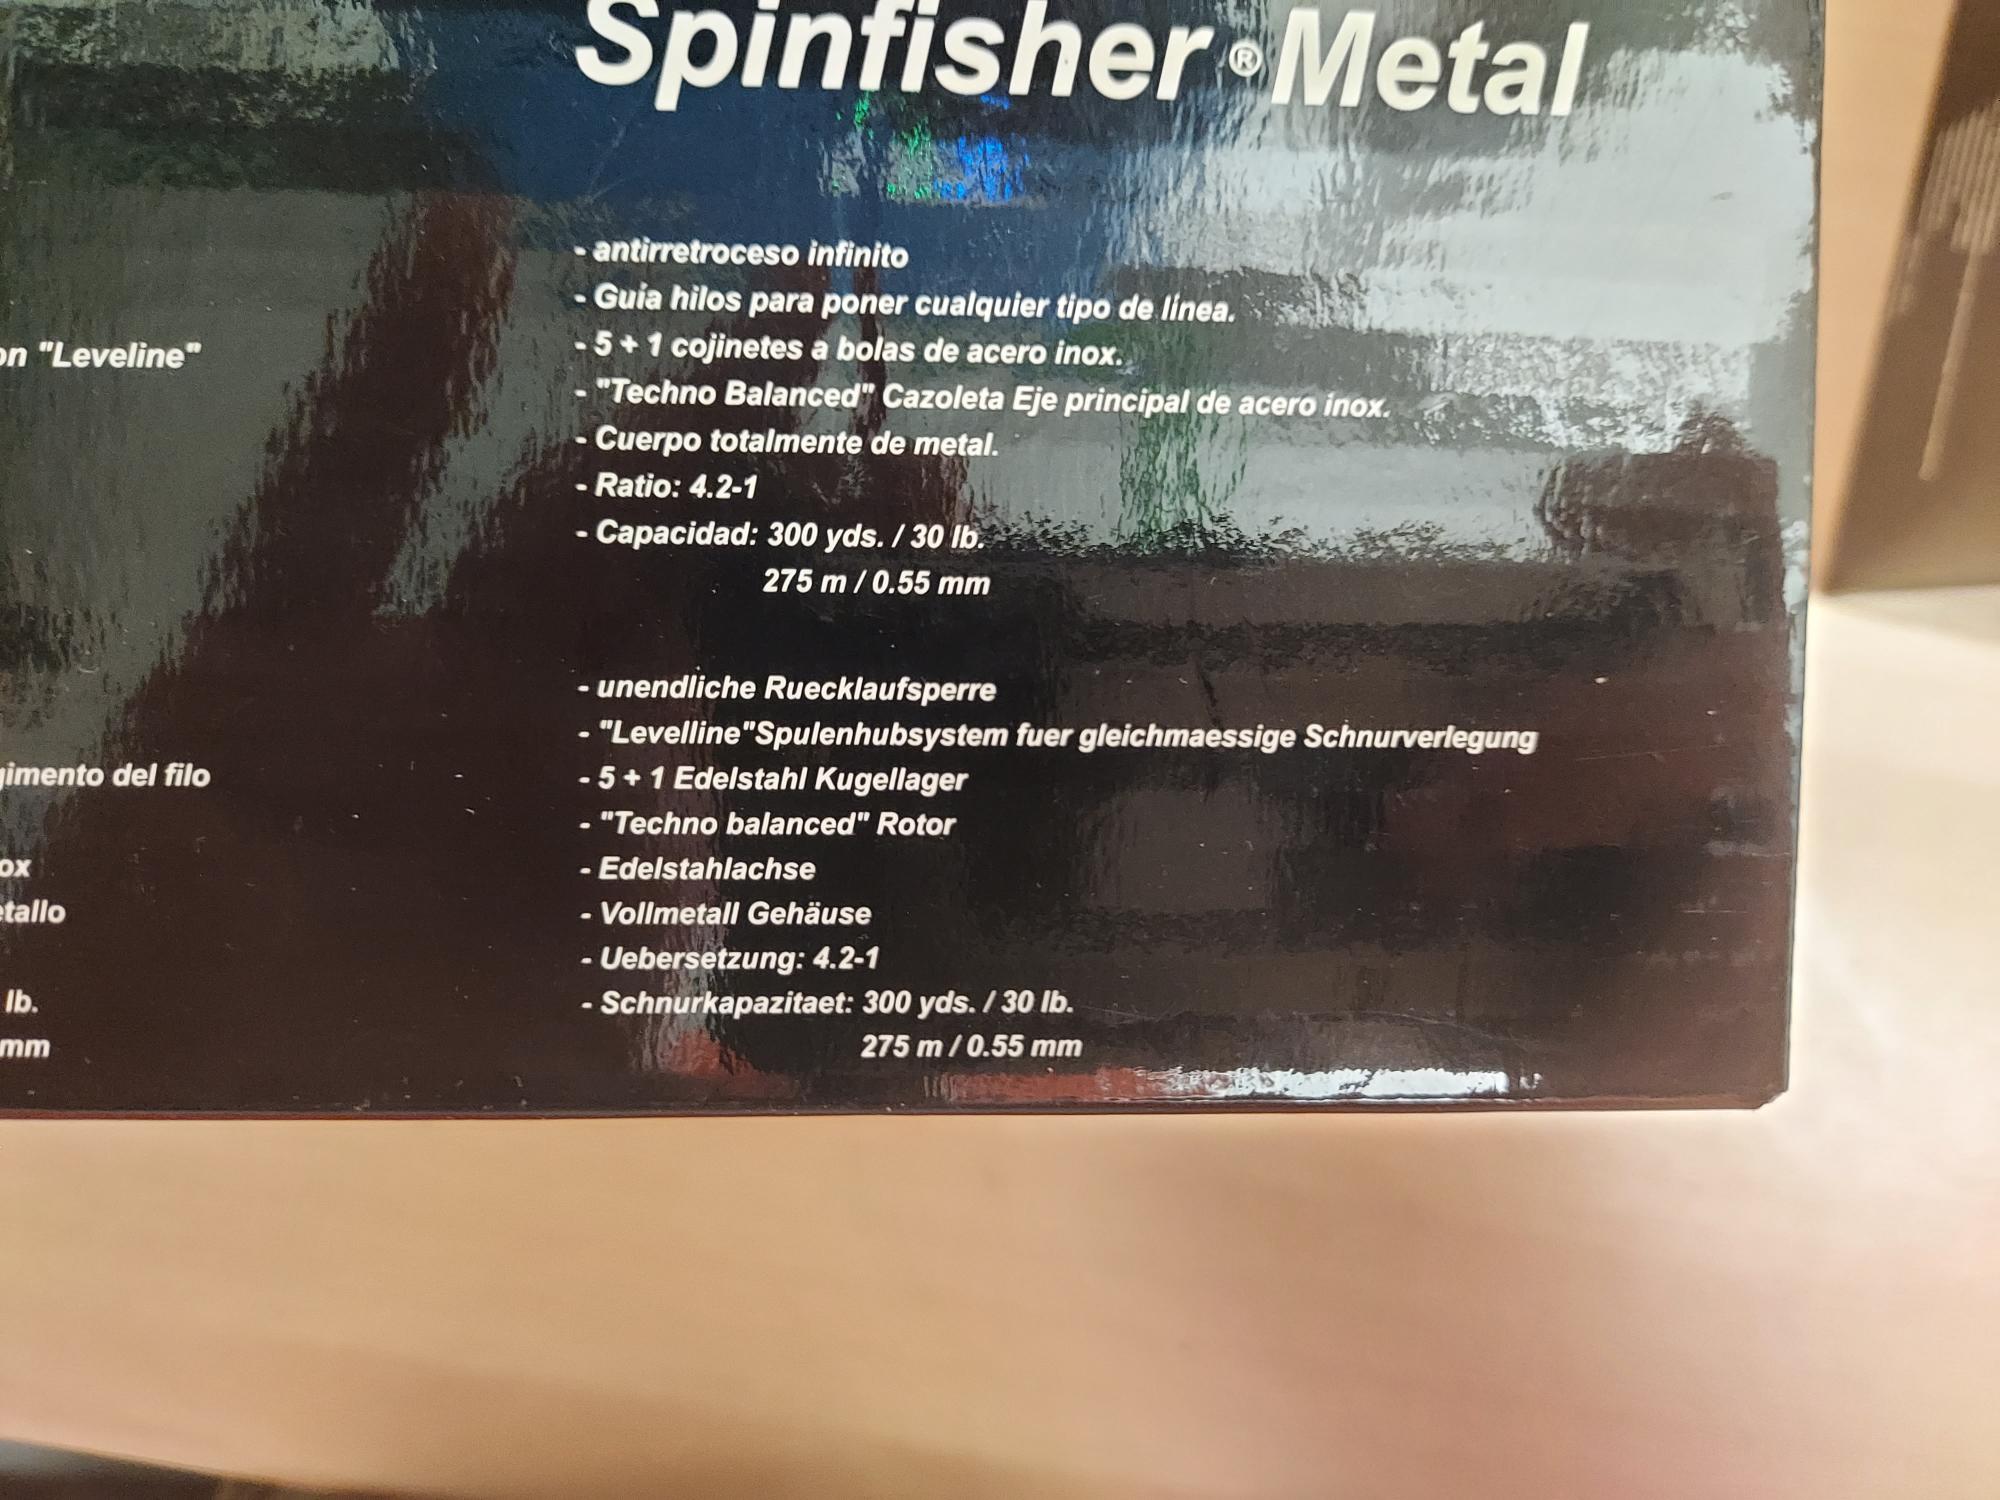 Spinfisher® Metal
on "Leveline"
- antirretroceso infinito
- Guía hilos para poner cualquier tipo de línea.
- 5 + 1 cojinetes a bolas de acero inox.
- "Techno Balanced" Cazoleta Eje principal de acero inox.
- Cuerpo totalmente de metal.
- Ratio: 4.2-1
- Capacidad: 300 yds. / 30 lb.
275 m / 0.55 mm
gimento del filo
ox
etallo
lb.
mm
- unendliche Ruecklaufsperre
- "Levelline"Spulenhubsystem fuer gleichmaessige Schnurverlegung
- 5 + 1 Edelstahl Kugellager
- "Techno balanced" Rotor
- Edelstahlachse
- Vollmetall Gehäuse
- Uebersetzung: 4.2-1
- Schnurkapazitaet: 300 yds. / 30 lb.
275 m / 0.55 mm